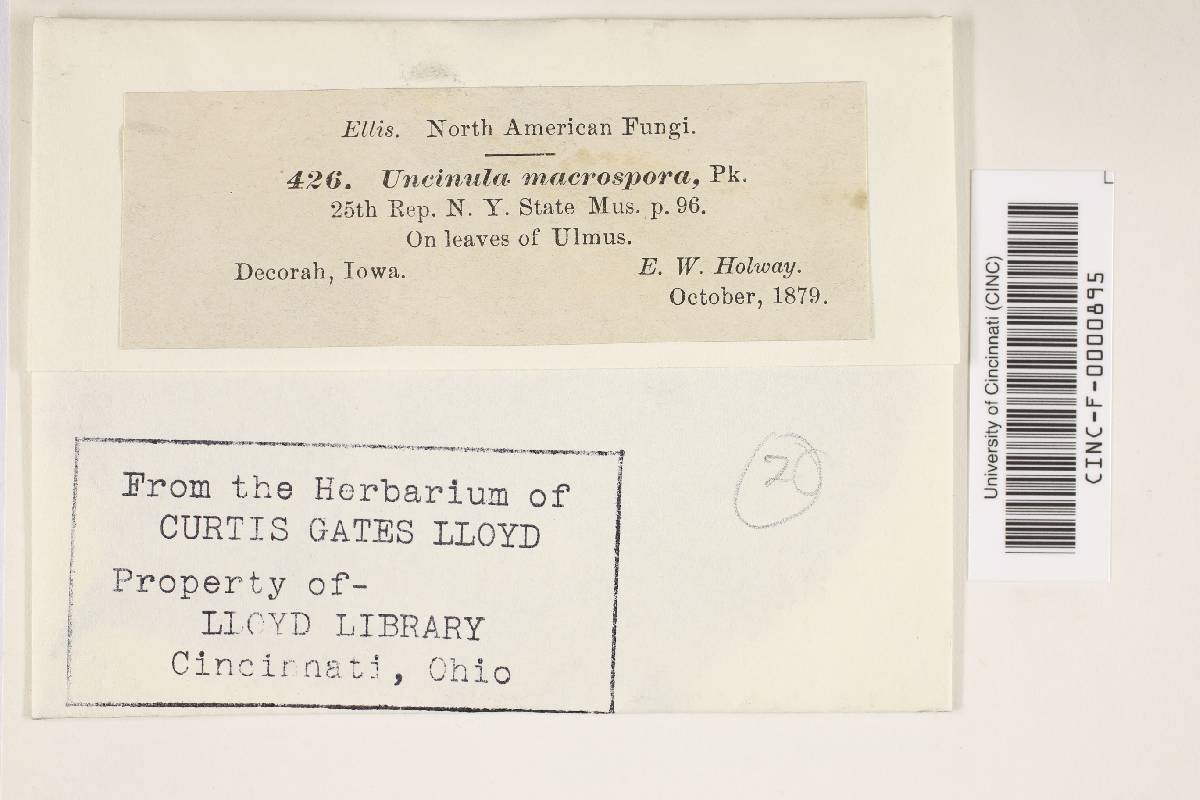 Ellis. North American Fungi.
426. Uncinula macrospora, Pk.
25th Rep. N. Y. State Mus. p. 96.
On leaves of Ulmus.
Decorah, Iowa.
E. W. Holway.
October, 1879.
From the Herbarium of
CURTIS GATES LLOYD
Property of-
LLOYD LIBRARY
Cincinnati, Ohio
20
University of Cincinnati (CINC)
CINC-F-0000895